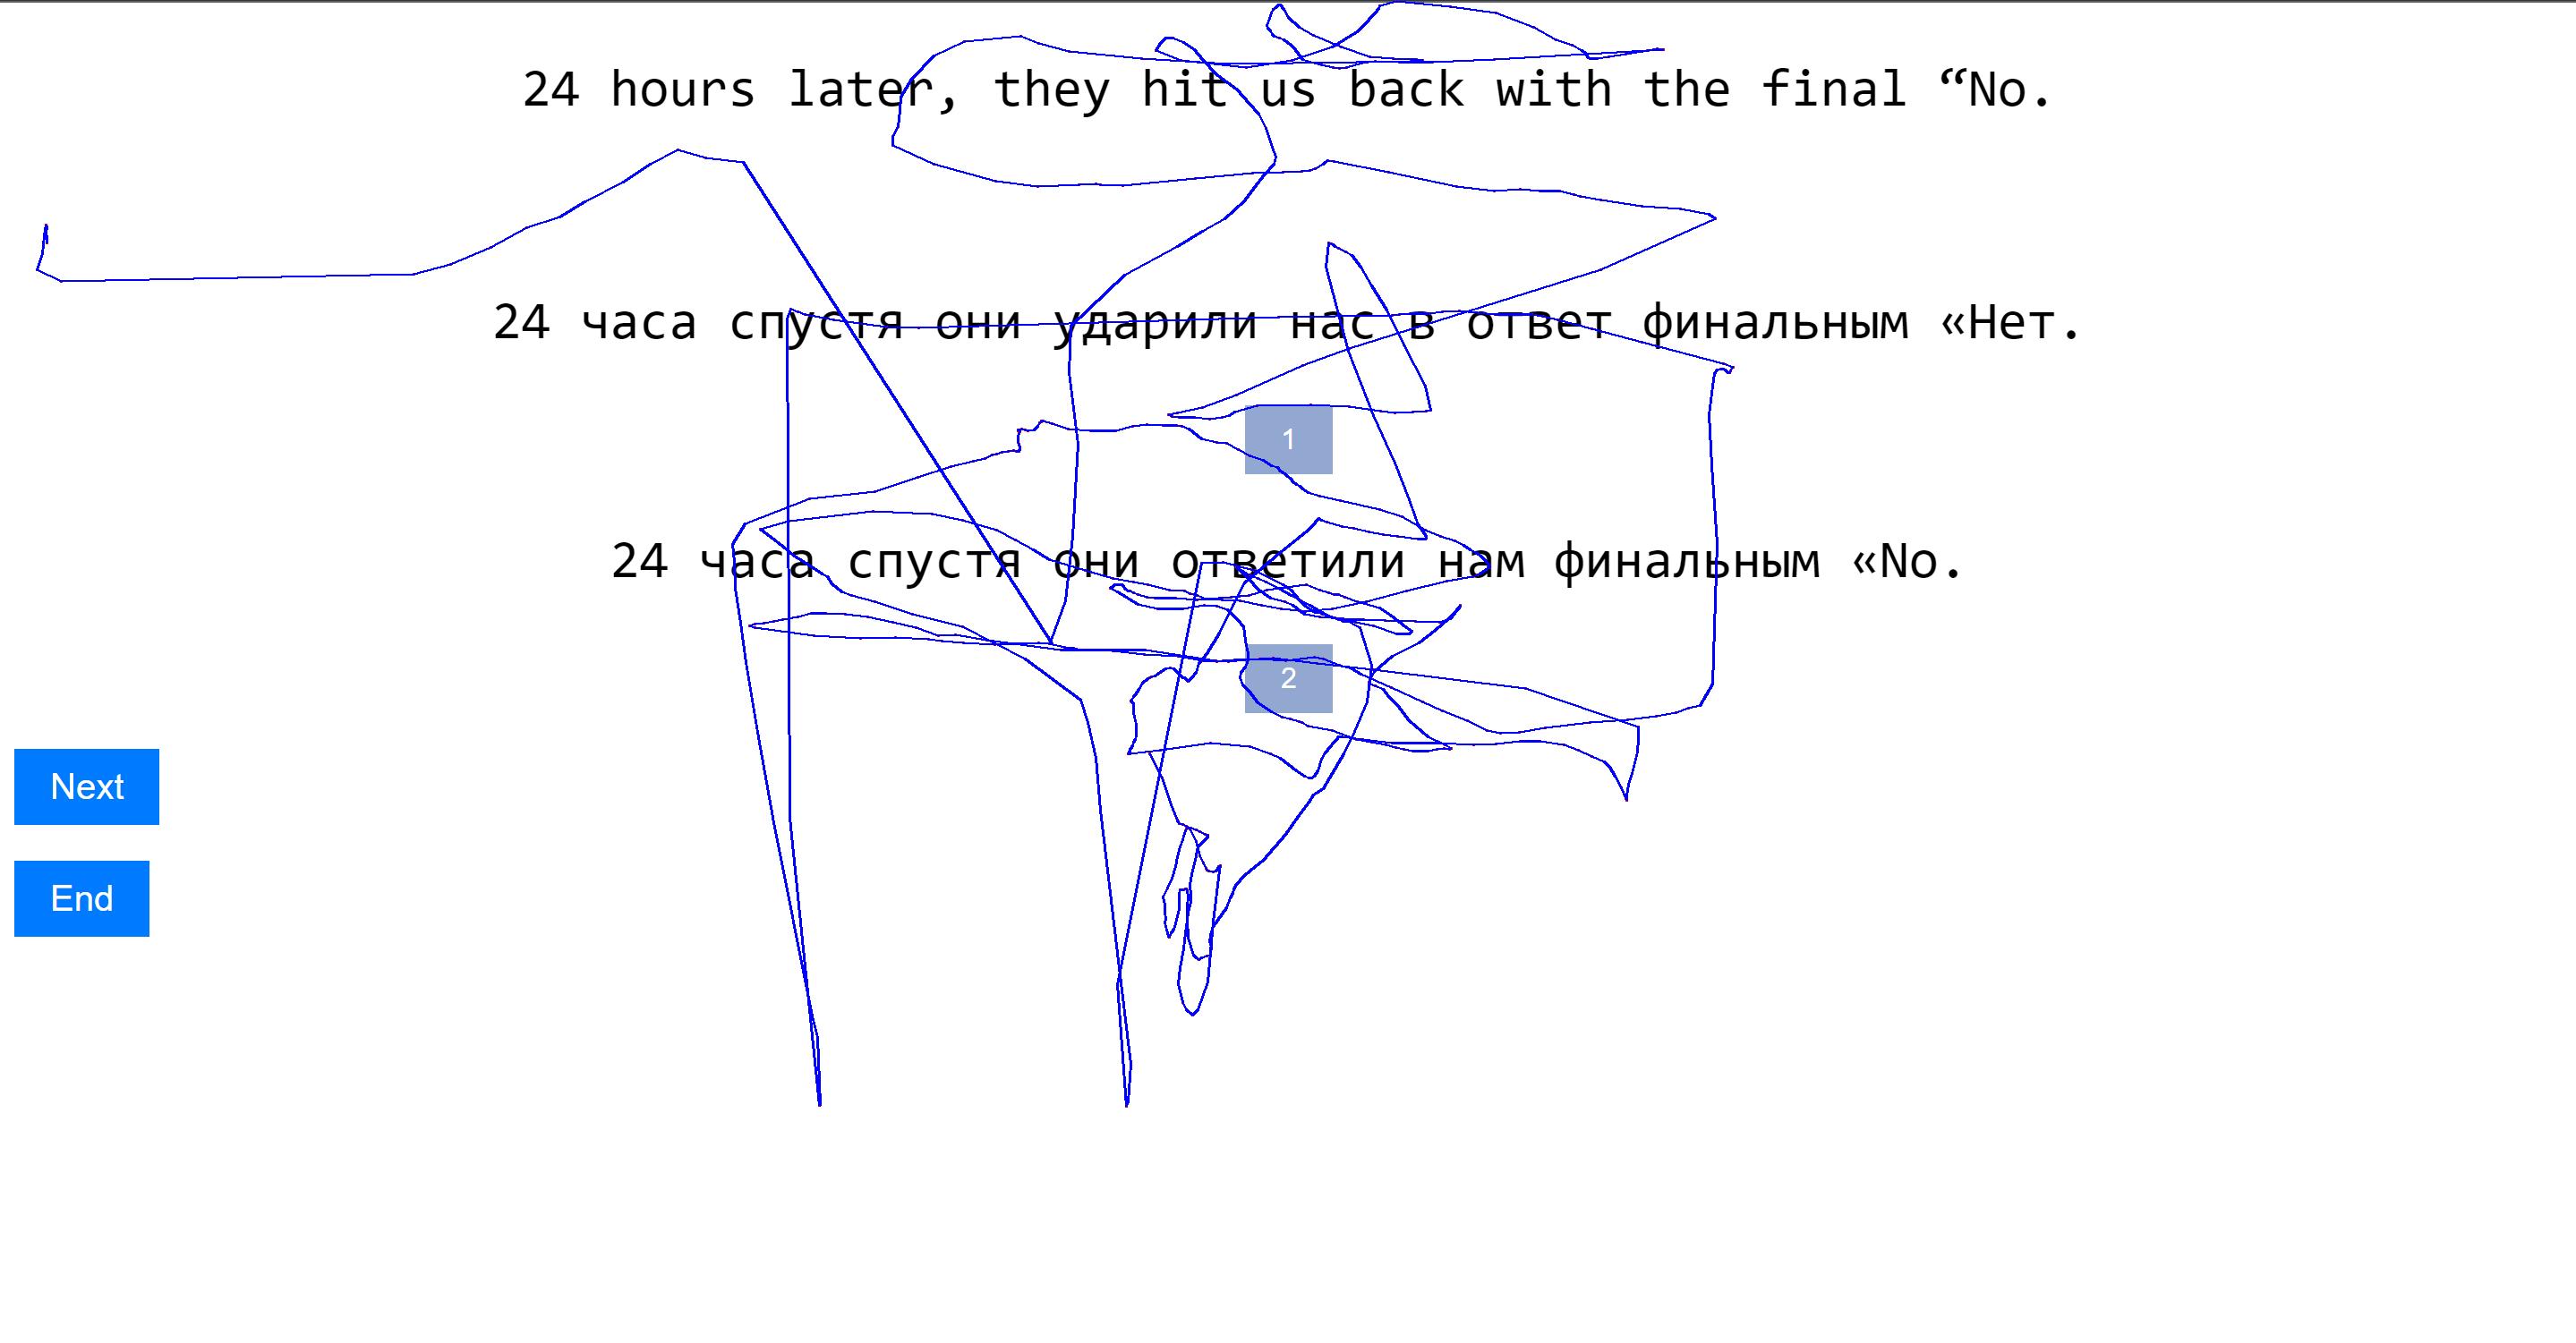 24 hours later, they hit us back with the final “No.
24 часа спустя они ударили нас в ответ финальным «Нет.
1
24 часа спустя они ответили нам финальным «No.
2
Next
End